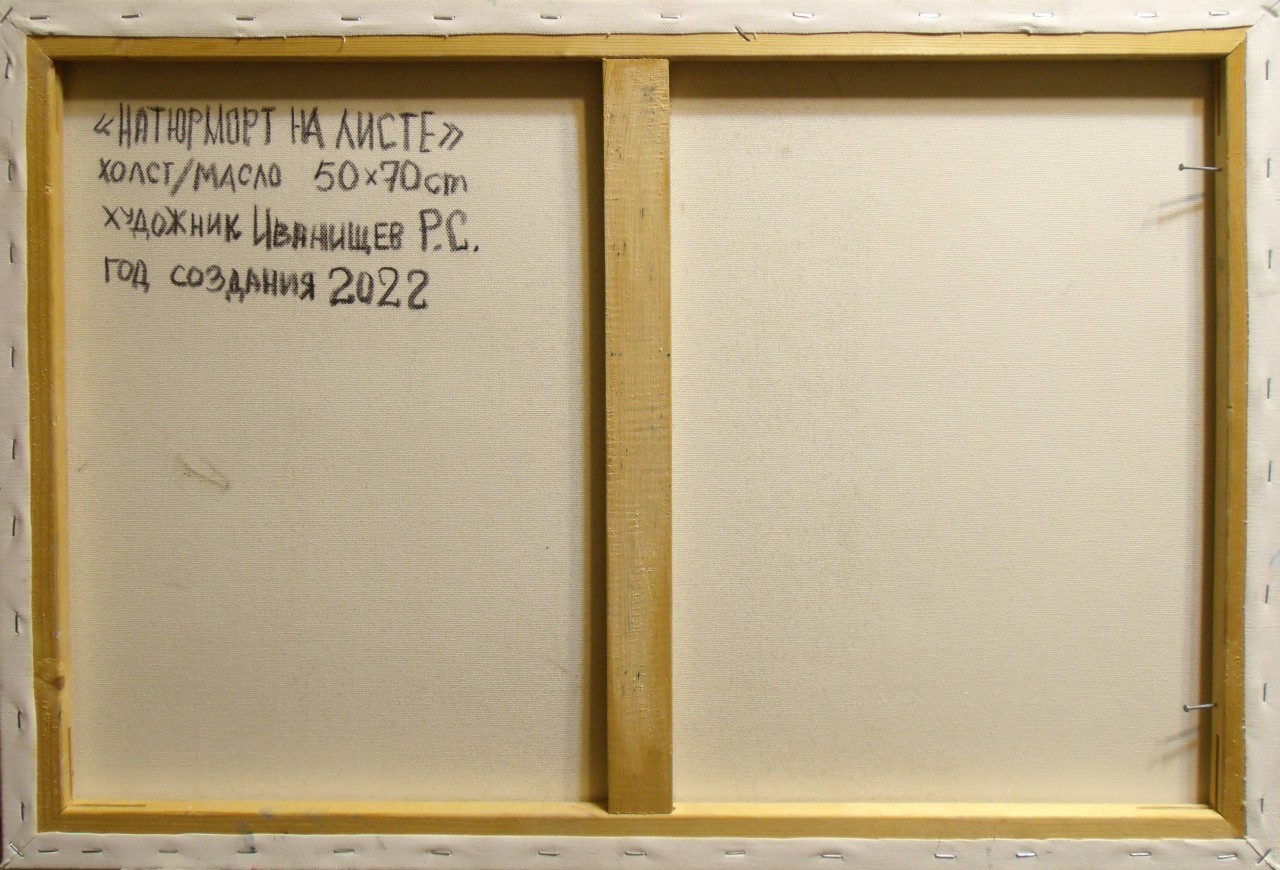 «НАТЮРМОРТ НА ЛИСТЕ»
ХОЛСТ/МАСЛО 50×70cm
ХУДОЖНИК ИВАНИЩЕВ Р.С.
ГОД СОЗДАНИЯ 2022